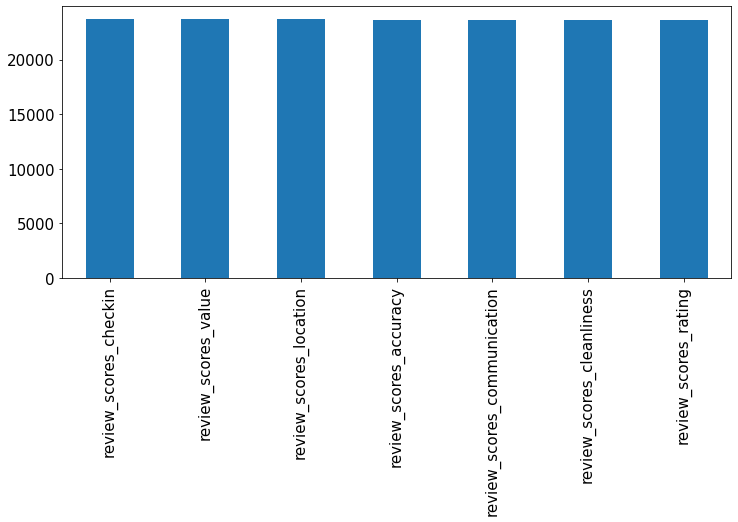 20000
15000
10000
5000
0
review_scores_checkin
review_scores_value
review_scores_location
review_scores_accuracy
review_scores_communication
review_scores_cleanliness
review_scores_rating